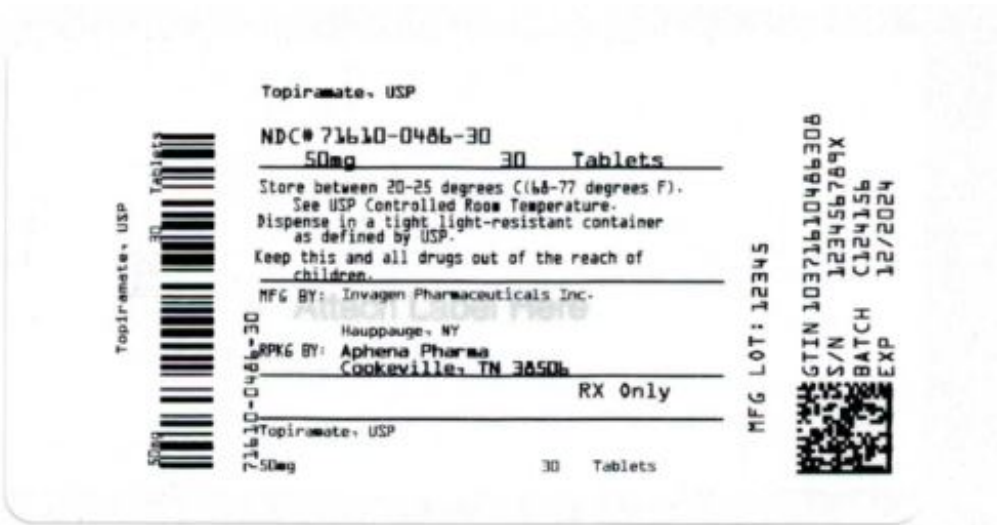 Topiramate, USP
NDC# 71610-0486-30
50mg 30 Tablets
Store between 20-25 degrees C(68-77 degrees F).
See USP Controlled Room Temperature.
Dispense in a tight light-resistant container
as defined by USP.
Keep this and all drugs out of the reach of
children.
MFG BY: Invagen Pharmaceuticals Inc.
Attach Label Here
Hauppauge, NY
RPKG BY: Aphena Pharma
Cookeville, TN 38506
RX Only
Topiramate, USP
50mg 30 Tablets
Topiramate, USP
50mg 30 Tablets
71610-0486-30
MFG LOT: 12345
GTIN 10371610486308
S/N 123456789X
BATCH C124156
EXP 12/2024